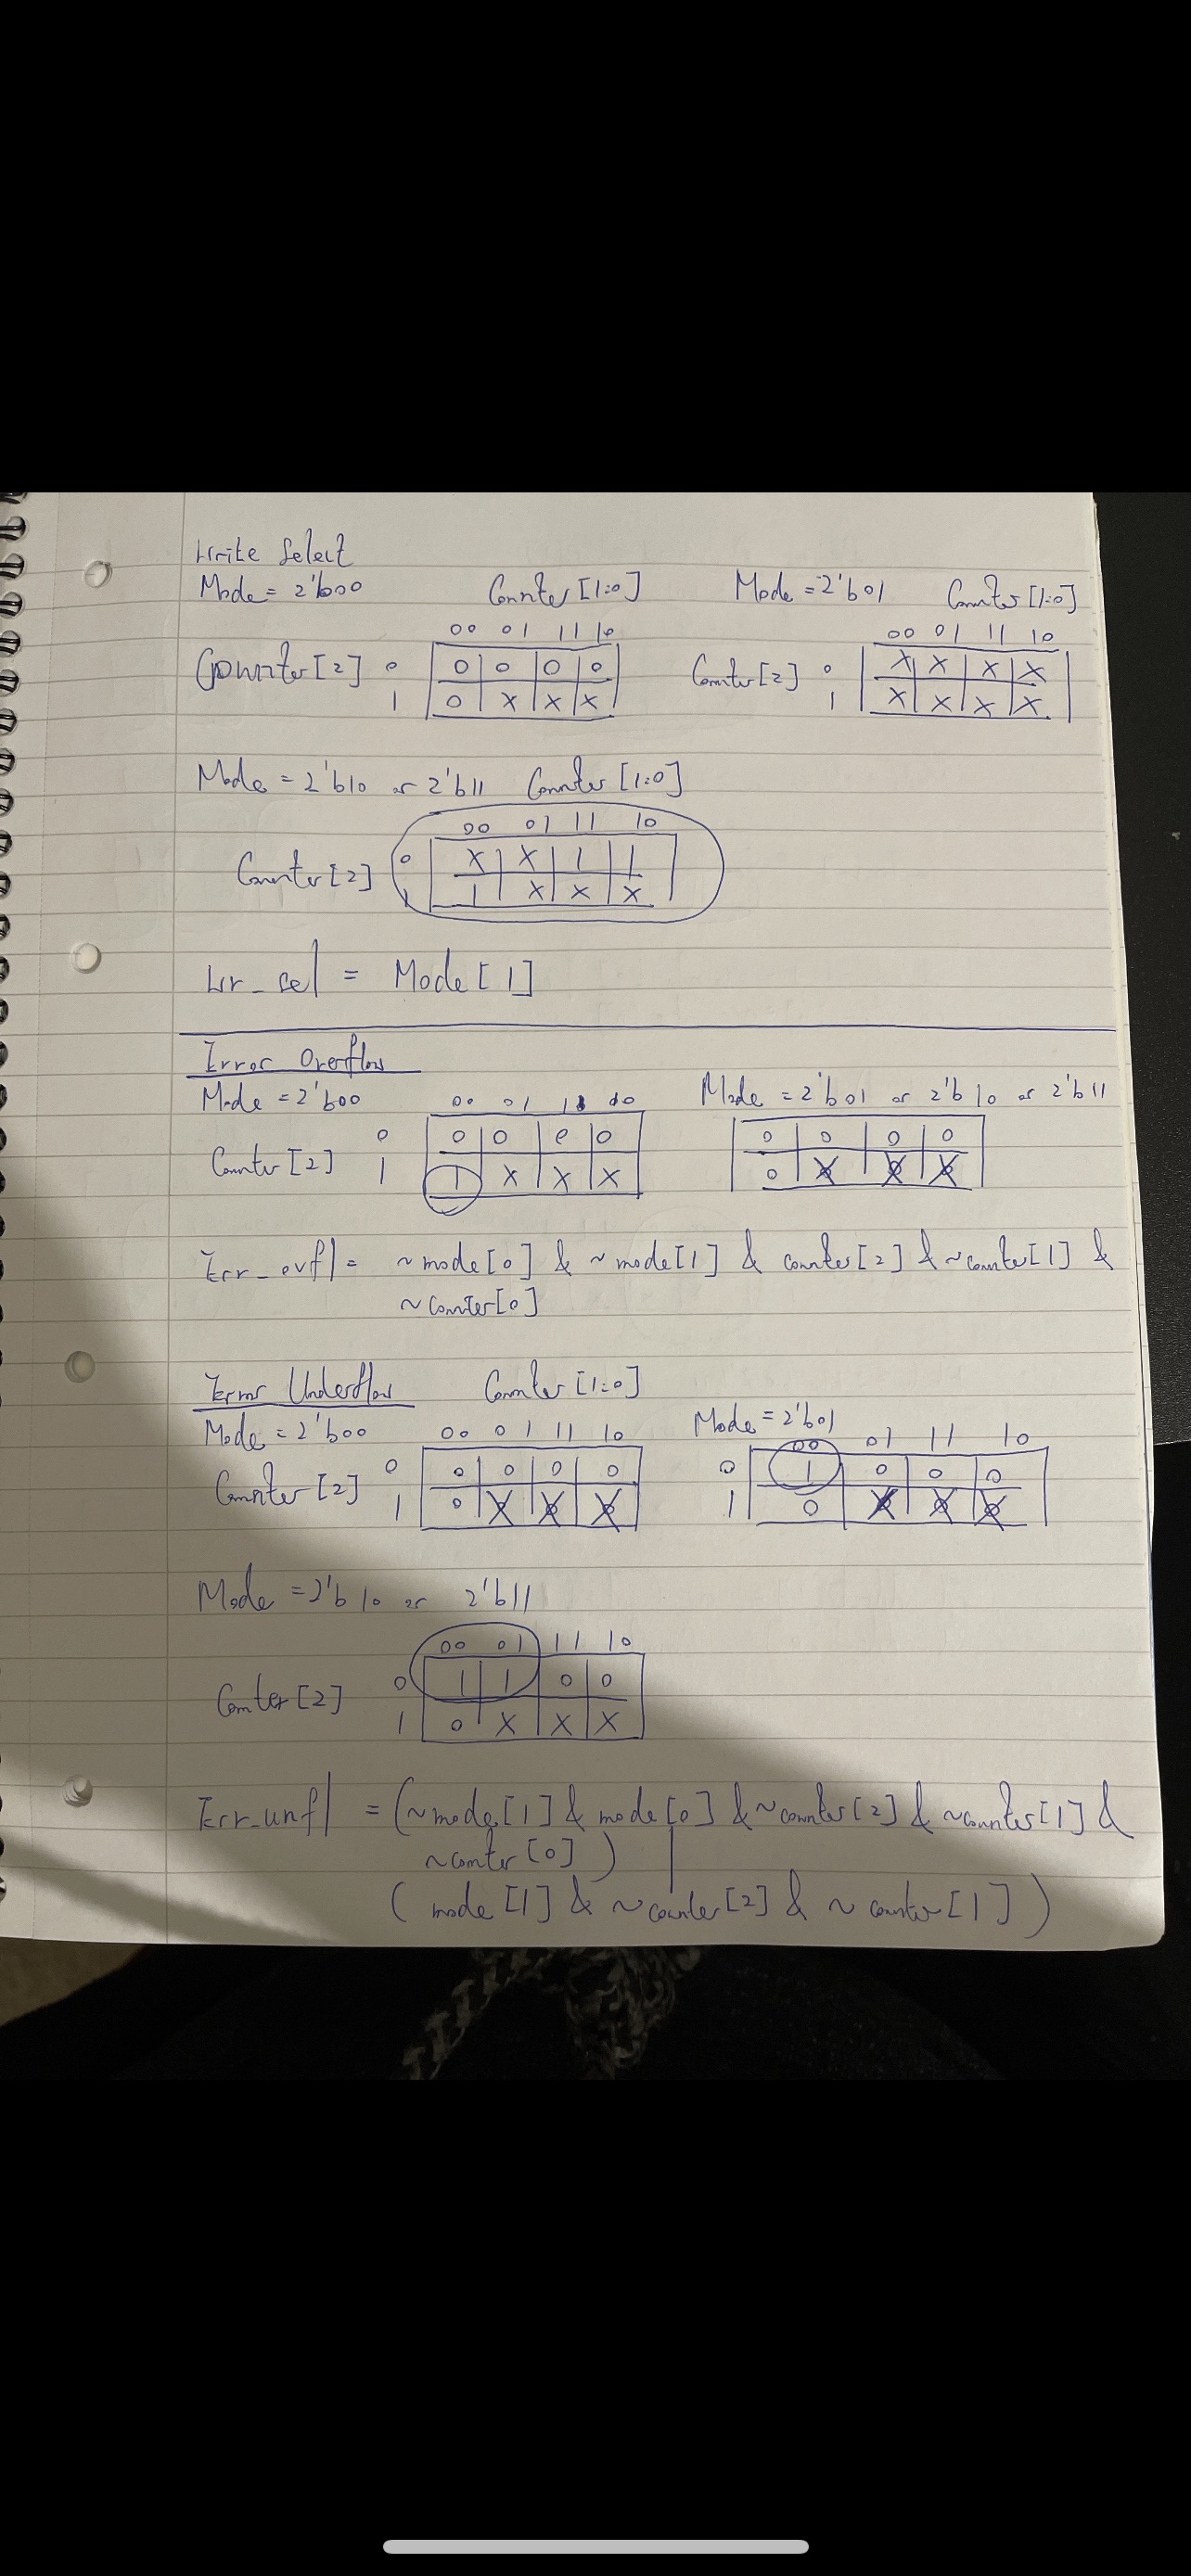 Write Select
Mode = 2'b00 Counter [1:0] Mode = 2'b01 Counter [1:0]
00 01 11 10 00 01 11 10
Counter [2] 0 0 0 0 0 Counter [2] 0 X X X X
1 0 X X X 1 X X X X
Mode = 2'b10 or 2'b11 Counter [1:0]
00 01 11 10
Counter [2] 0 X X 1 1
1 1 X X X
Wr_sel = Mode [1]
Error Overflow
Mode = 2'b00 00 01 11 10 Mode = 2'b01 or 2'b10 or 2'b11
0 0 0 0 0 0 0 0 0
Counter [2] 1 1 X X X 0 X X X
Err_ovfl = ~mode[0] & ~mode[1] & counter[2] & ~counter[1] &
~counter[0]
Error Underflow Counter [1:0]
Mode = 2'b00 00 01 11 10 Mode = 2'b01 00 01 11 10
0 0 0 0 0 0 1 0 0 0
Counter [2] 1 0 X X X 1 0 X X X
Mode = 2'b10 or 2'b11
00 01 11 10
0 1 1 0 0
Counter [2] 1 0 X X X
Err_unfl = (~mode[1] & mode[0] & ~counter[2] & ~counter[1] &
~counter[0] ) |
( mode [1] & ~counter[2] & ~counter[1] )